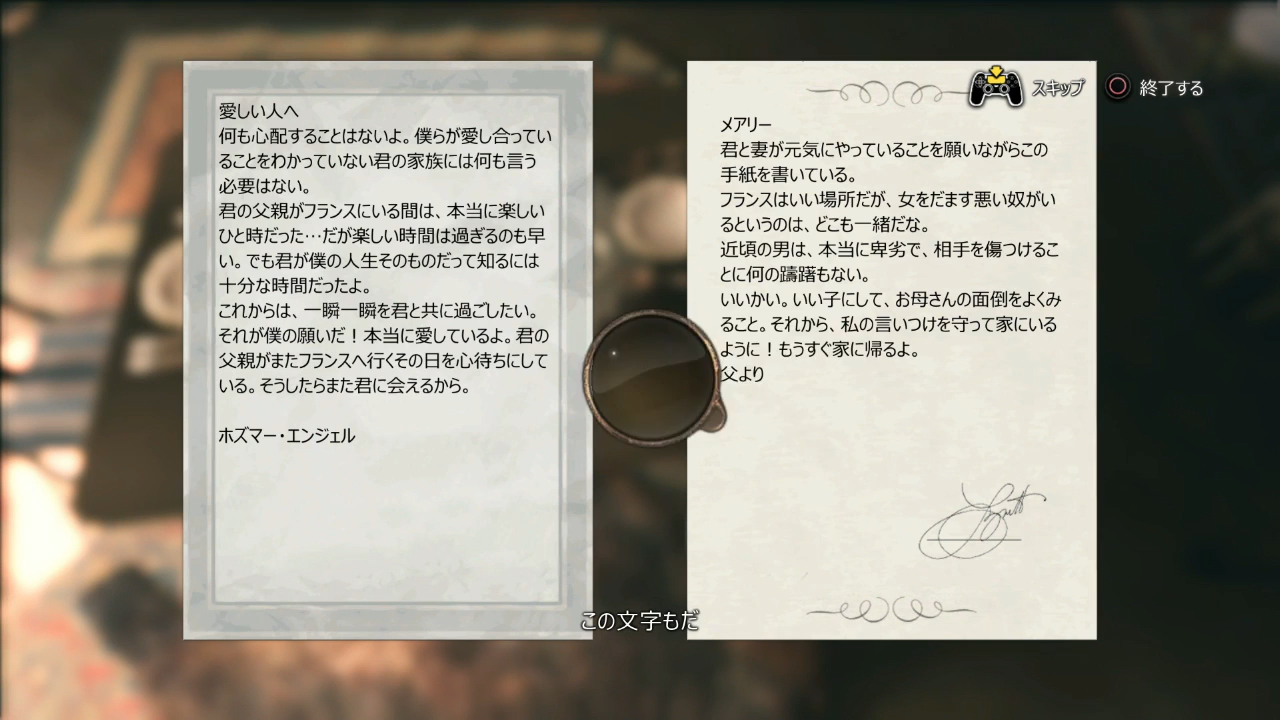 愛しい人へ
何も心配することはないよ。僕らが愛し合ってい
ることをわかっていない君の家族には何も言う
必要はない。
君の父親がフランスにいる間は、本当に楽しい
ひと時だった…だが楽しい時間は過ぎるのも早
い。でも君が僕の人生そのものだって知るには
十分な時間だったよ。
これからは、一瞬一瞬を君と共に過ごしたい。
それが僕の願いだ！本当に愛しているよ。君の
父親がまたフランスへ行くその日を心待ちにして
いる。そうしたらまた君に会えるから。
ホズマー・エンジェル
スキップ
終了する
メアリー
君と妻が元気にやっていることを願いながらこの
手紙を書いている。
フランスはいい場所だが、女をだます悪い奴がい
るというのは、どこも一緒だな。
近頃の男は、本当に卑劣で、相手を傷つけるこ
とに何の躊躇もない。
いいかい。いい子にして、お母さんの面倒をよくみ
ること。それから、私の言いつけを守って家にいる
ように！もうすぐ家に帰るよ。
父より
この文字もだ